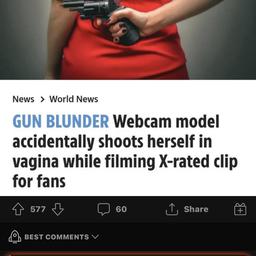 News > World News
GUN BLUNDER Webcam model
accidentally shoots herself in
vagina while filming X-rated clip
for fans
577
60
Share
BEST COMMENTS